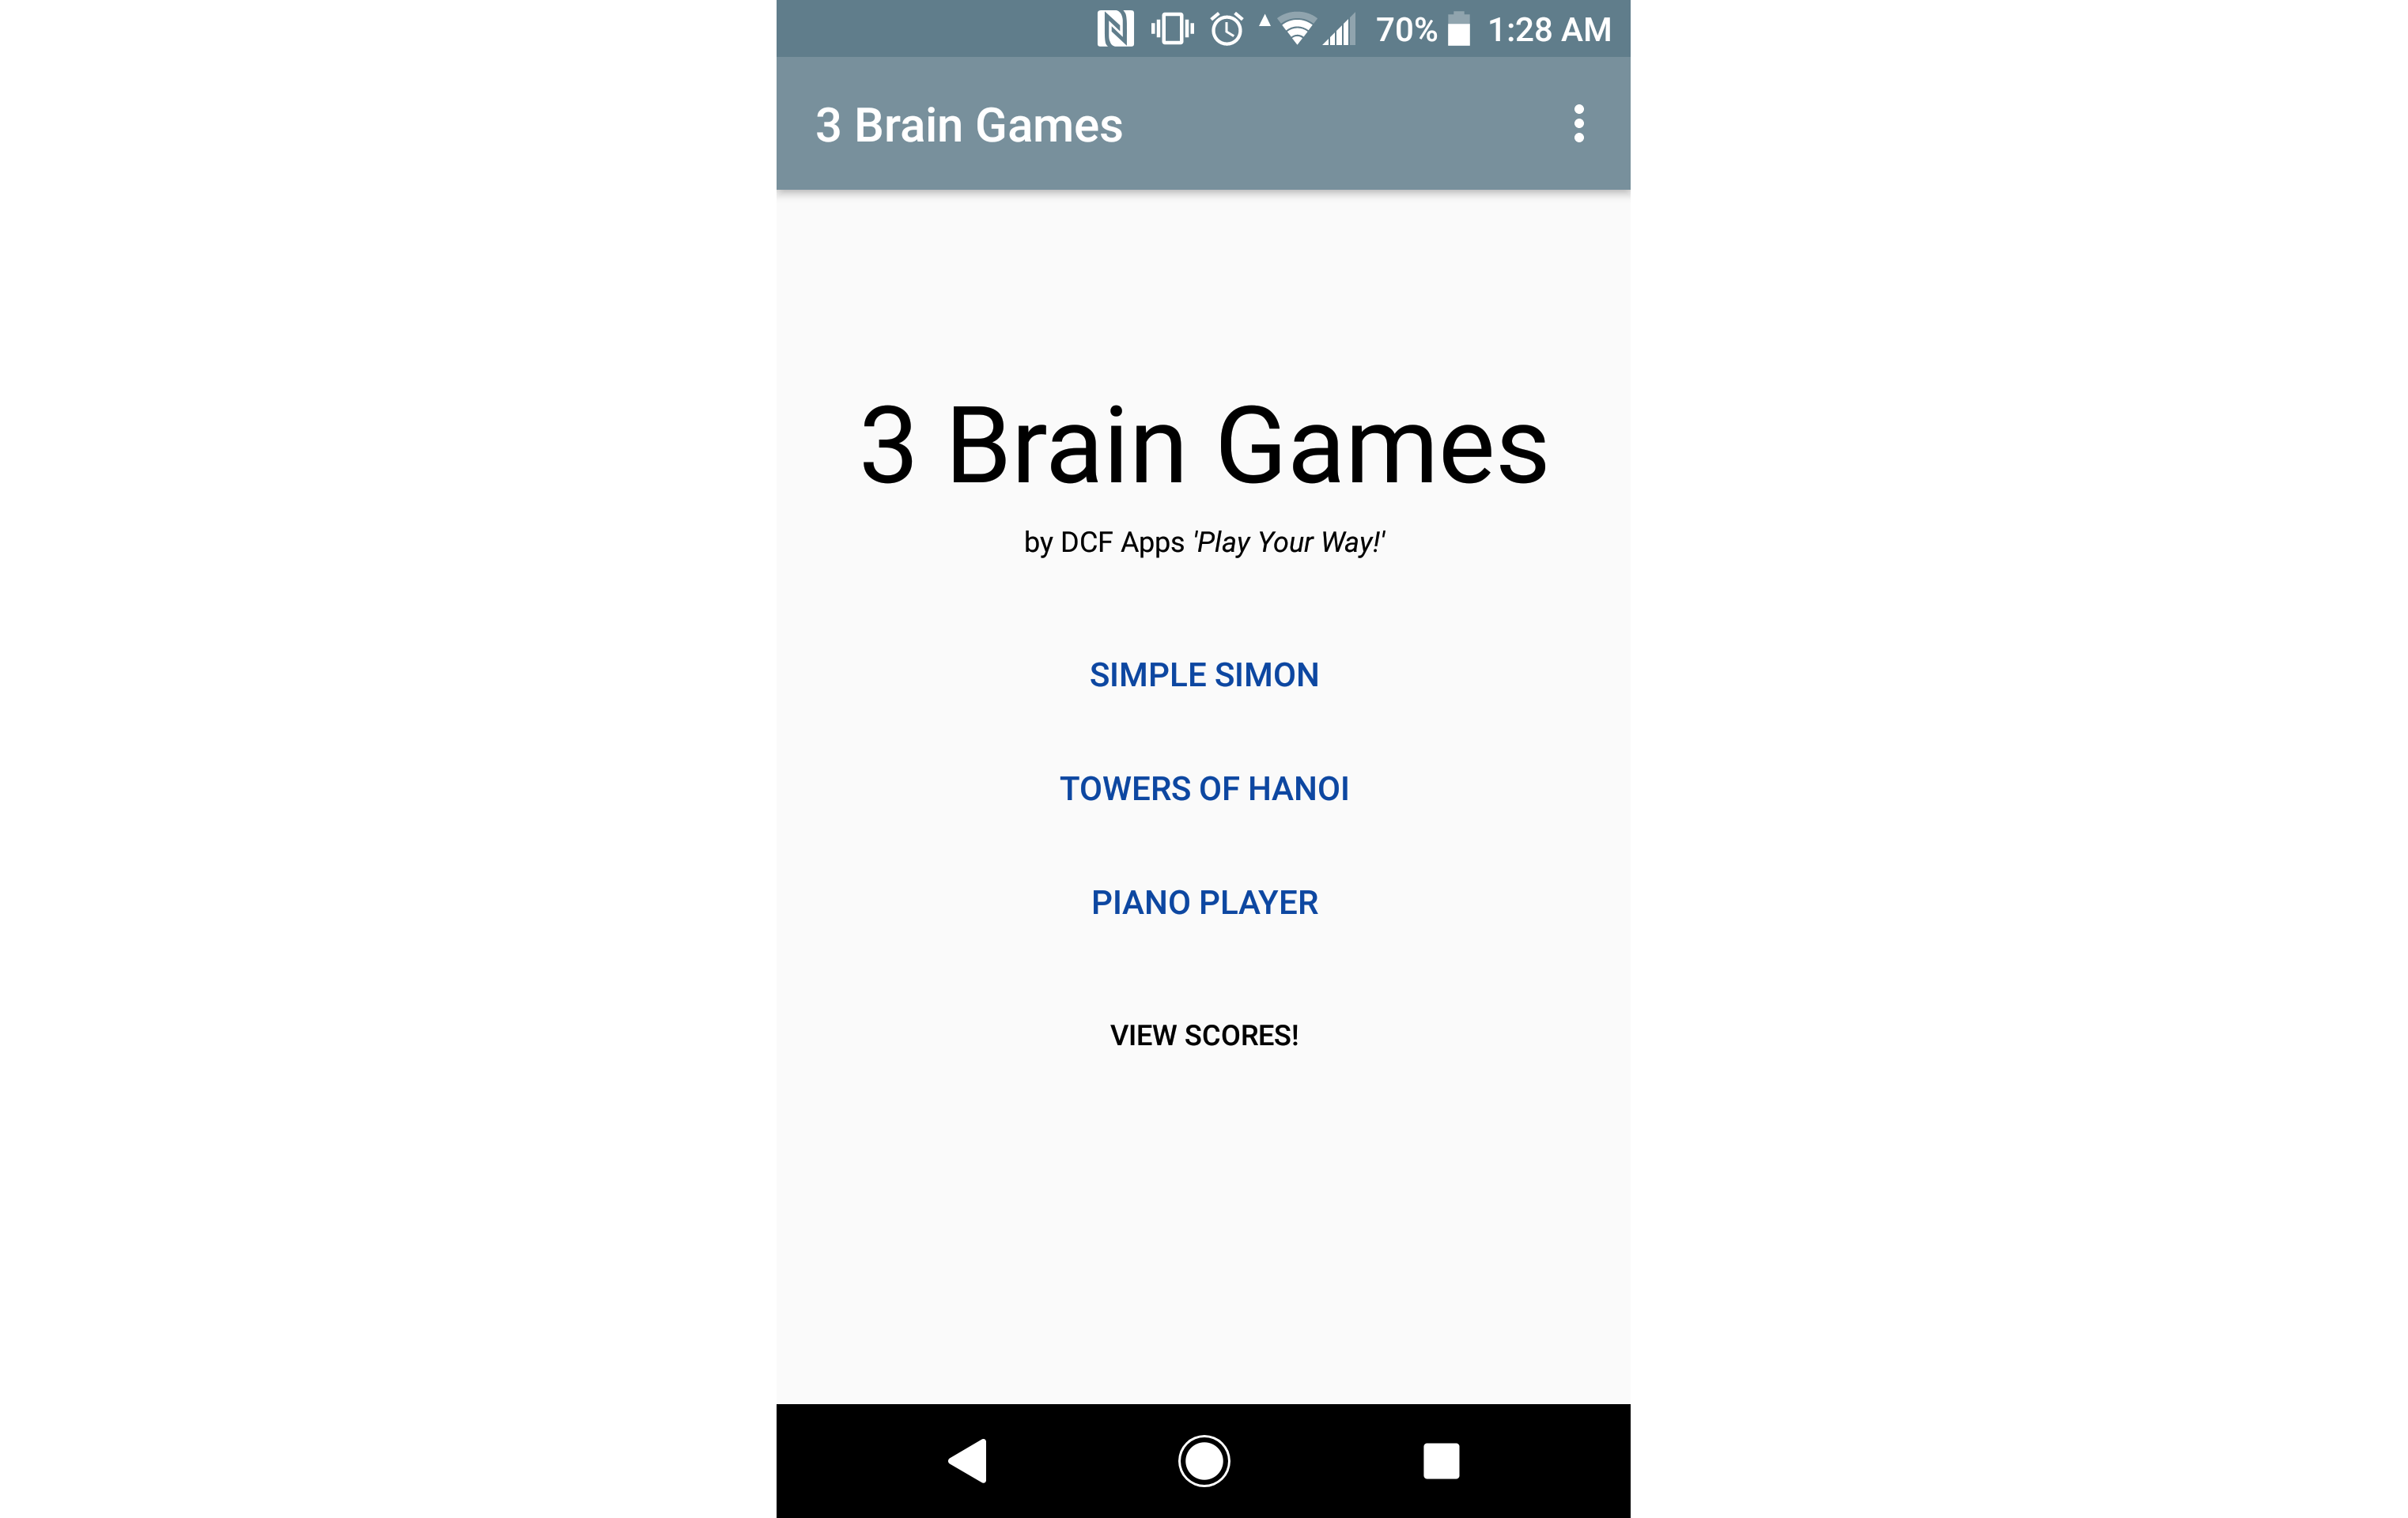 70% 1:28 AM
3 Brain Games
3 Brain Games
by DCF Apps 'Play Your Way!'
SIMPLE SIMON
TOWERS OF HANOI
PIANO PLAYER
VIEW SCORES!